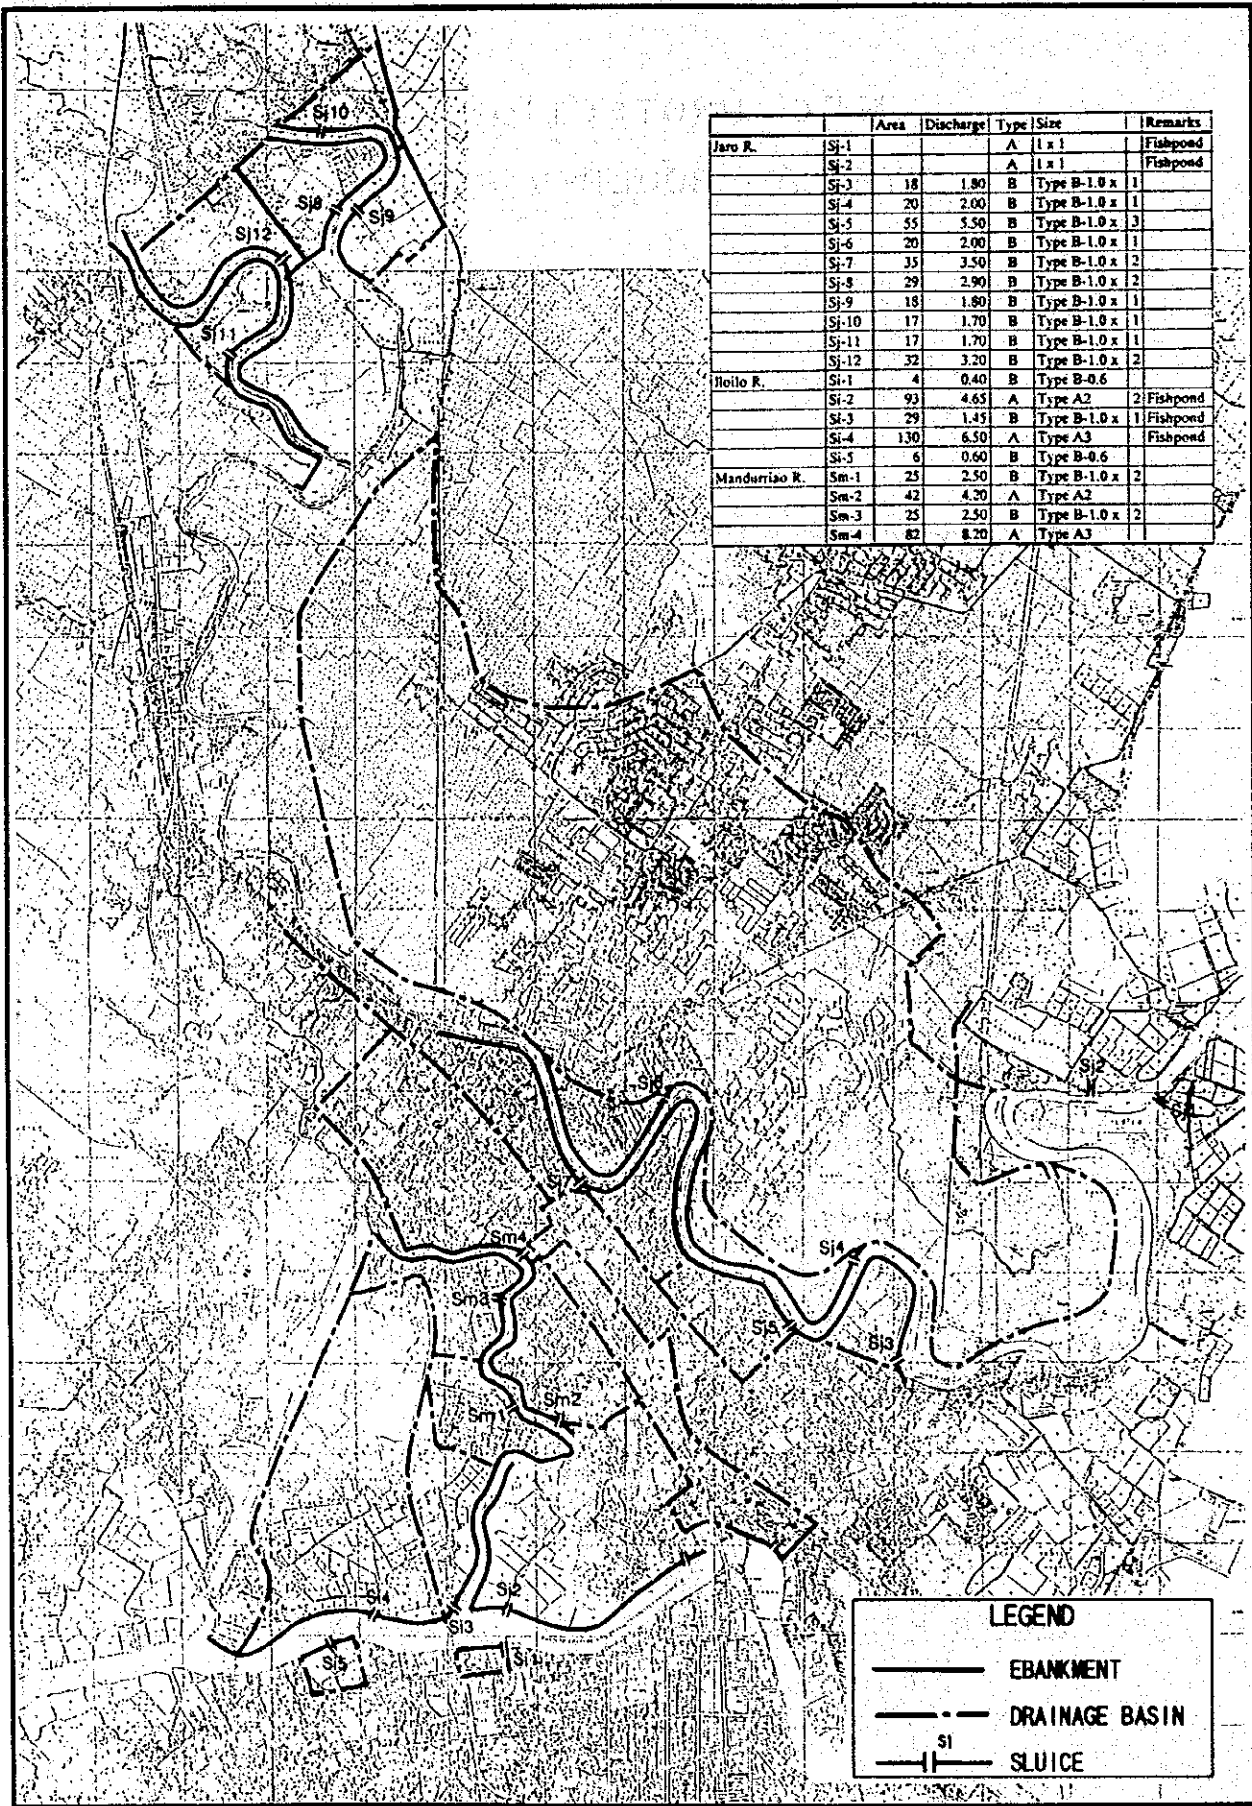 Area Discharge Type Size Remarks
Jaro R. Sj-1 A 1 x 1 Fishpond
Sj-2 A 1 x 1 Fishpond
Sj-3 18 1.80 B Type B-1.0 x 1
Sj-4 20 2.00 B Type B-1.0 x 1
Sj-5 55 5.50 B Type B-1.0 x 3
Sj-6 20 2.00 B Type B-1.0 x 1
Sj-7 35 3.50 B Type B-1.0 x 2
Sj-8 29 2.90 B Type B-1.0 x 2
Sj-9 18 1.80 B Type B-1.0 x 1
Sj-10 17 1.70 B Type B-1.0 x 1
Sj-11 17 1.70 B Type B-1.0 x 1
Sj-12 32 3.20 B Type B-1.0 x 2
Iloilo R. Si-1 4 0.40 B Type B-0.6
Si-2 93 4.65 A Type A2 2 Fishpond
Si-3 29 1.45 B Type B-1.0 x 1 Fishpond
Si-4 130 6.50 A Type A3 Fishpond
Si-5 6 0.60 B Type B-0.6
Mandurriao R. Sm-1 25 2.50 B Type B-1.0 x 2
Sm-2 42 4.20 A Type A2
Sm-3 25 2.50 B Type B-1.0 x 2
Sm-4 82 8.20 A Type A3
Sj10
Sj8
Sj9
Sj12
Sj11
Sj2
Sj6
Sm4
Sj4
Sm3
Sj5
Sj3
Sm2
Sm1
Si2
Si4
Si3
Si5
Si1
LEGEND
EBANKMENT
DRAINAGE BASIN
S1
SLUICE